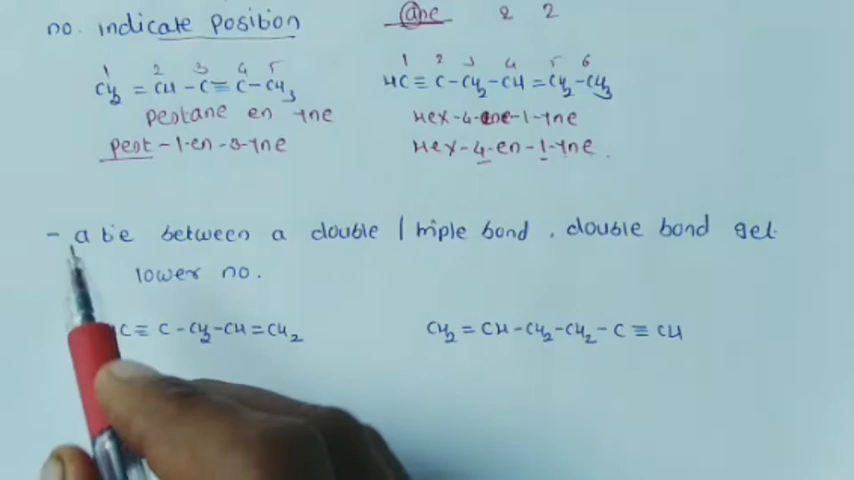 no. indicate position
ane 2 2
1 2 3 4 5
CH2 = CH - C ≡ C - CH3
1 2 3 4 5 6
HC ≡ C - CH2 - CH = CH2 - CH3
pentane en yne
Hex-4-ene-1-yne
pent-1-en-3-yne
Hex-4-en-1-yne.
- a tie between a double / triple bond, double bond get
lower no.
C ≡ C - CH2 - CH = CH2
CH2 = CH - CH2 - CH2 - C ≡ CH